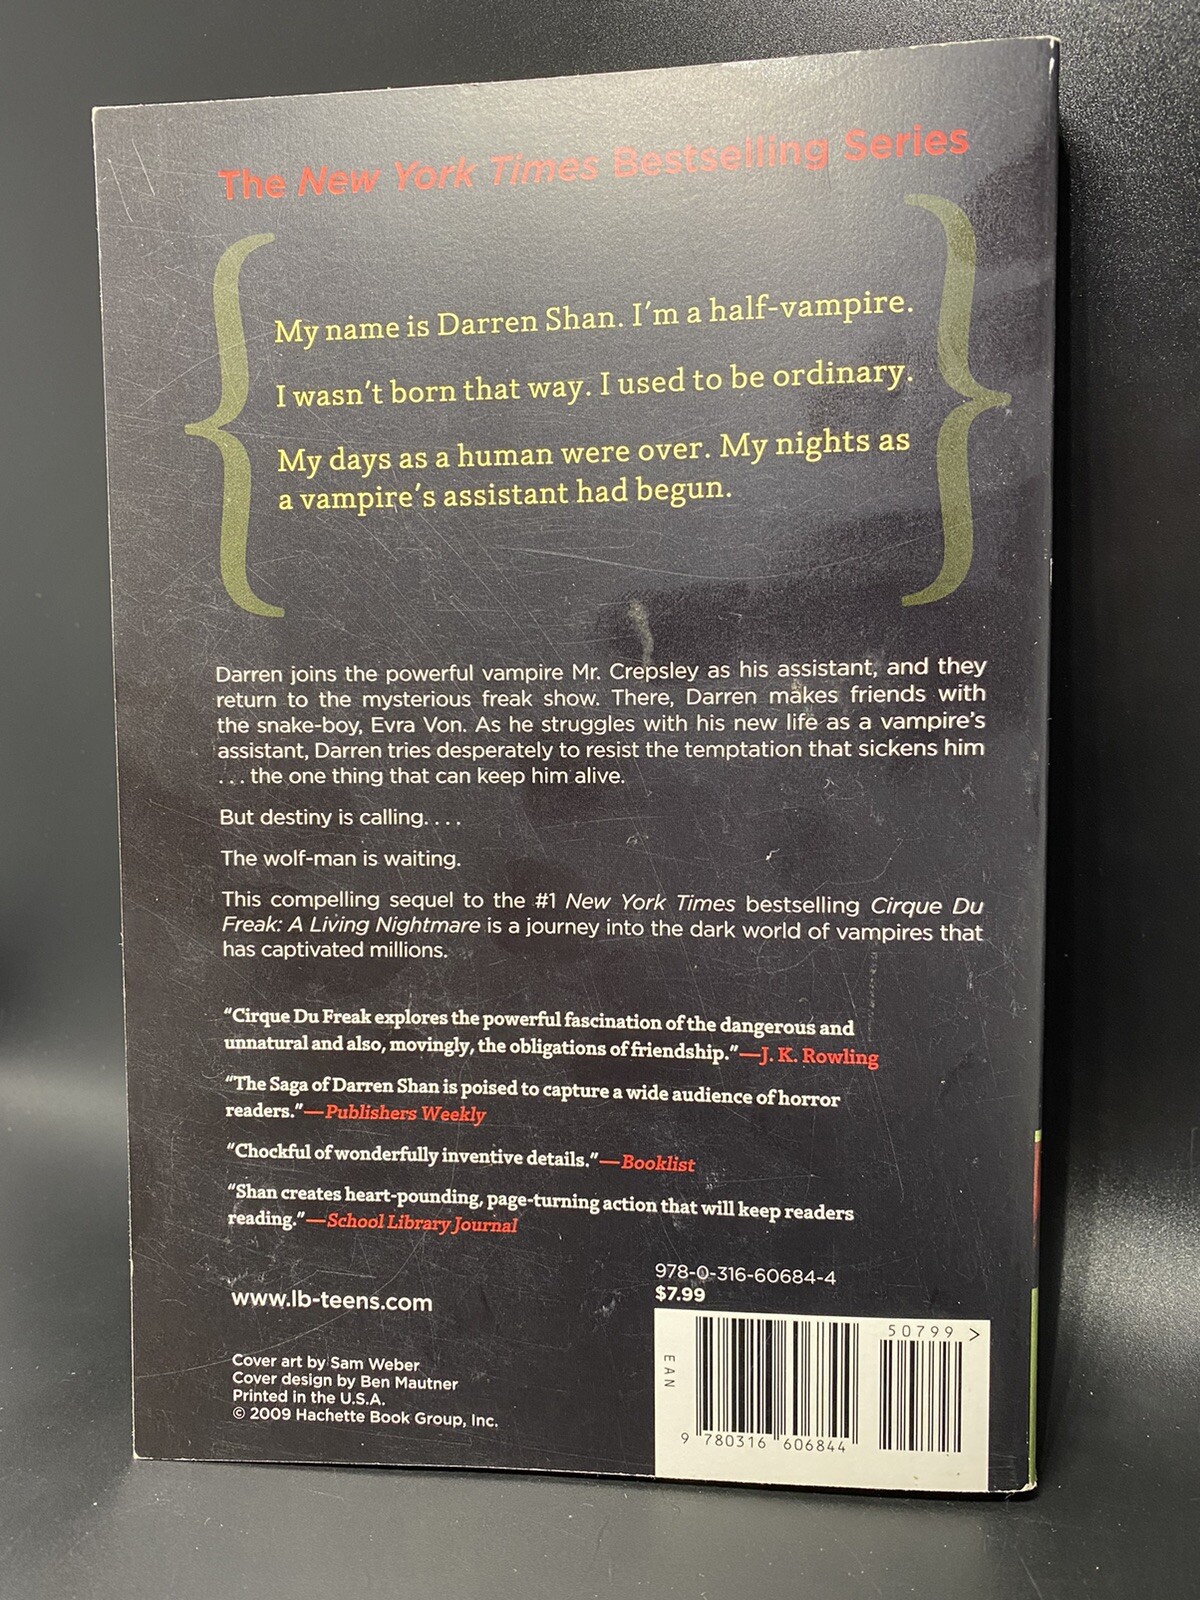 The New York Times Bestselling Series
My name is Darren Shan. I'm a half-vampire.
I wasn't born that way. I used to be ordinary.
My days as a human were over. My nights as
a vampire's assistant had begun.
Darren joins the powerful vampire Mr. Crepsley as his assistant, and they
return to the mysterious freak show. There, Darren makes friends with
the snake-boy, Evra Von. As he struggles with his new life as a vampire's
assistant, Darren tries desperately to resist the temptation that sickens him
. . . the one thing that can keep him alive.
But destiny is calling. . . .
The wolf-man is waiting.
This compelling sequel to the #1 New York Times bestselling Cirque Du
Freak: A Living Nightmare is a journey into the dark world of vampires that
has captivated millions.
"Cirque Du Freak explores the powerful fascination of the dangerous and
unnatural and also, movingly, the obligations of friendship."—J. K. Rowling
"The Saga of Darren Shan is poised to capture a wide audience of horror
readers."—Publishers Weekly
"Chockful of wonderfully inventive details."—Booklist
"Shan creates heart-pounding, page-turning action that will keep readers
reading."—School Library Journal
978-0-316-60684-4
$7.99
www.lb-teens.com
50799 >
EAN
Cover art by Sam Weber
Cover design by Ben Mautner
Printed in the U.S.A.
© 2009 Hachette Book Group, Inc.
9 780316 606844